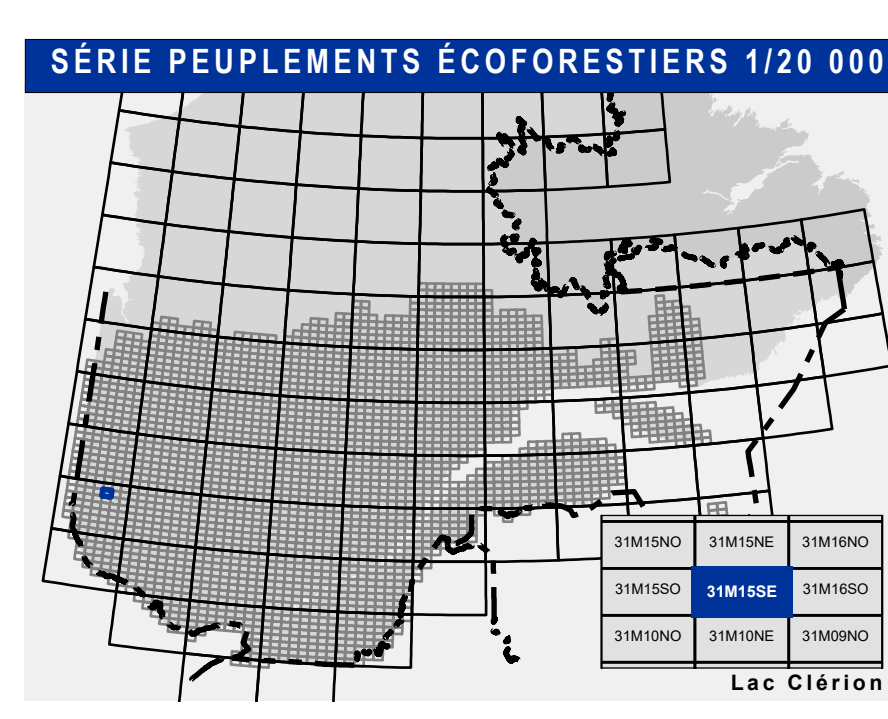 SÉRIE PEUPLEMENTS ÉCOFORESTIERS 1/20 000
31M15NO 31M15NE 31M16NO
31M15SO 31M15SE 31M16SO
31M10NO 31M10NE 31M09NO
Lac Clérion